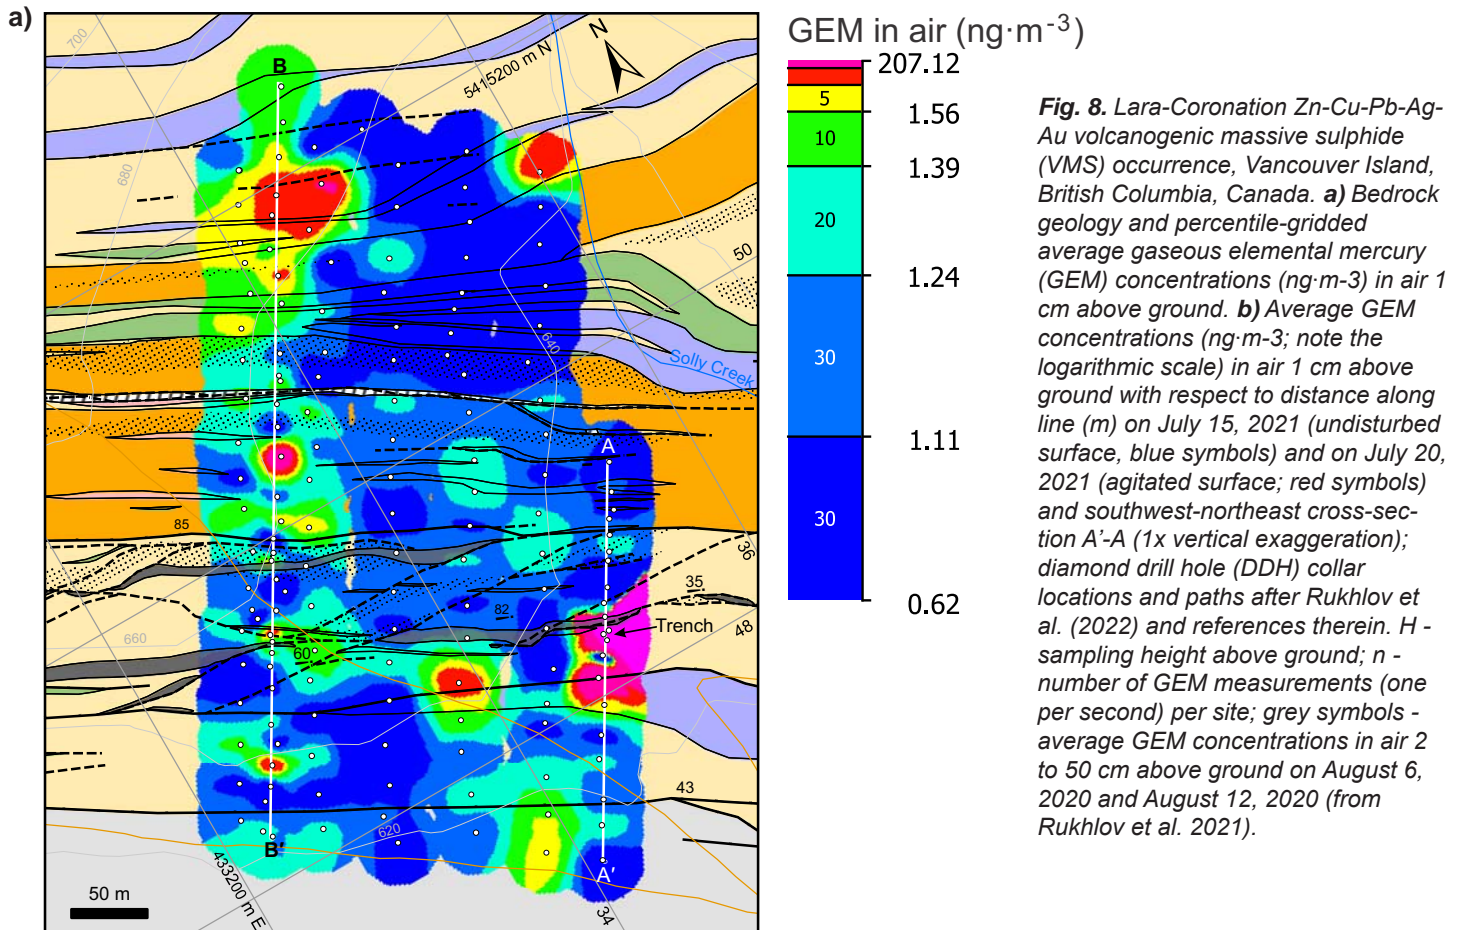 a)
700
N
B
5415200 m N
680
50
640
Solly Creek
A
85
36
35
82
Trench
48
660
60
43
620
B'
A'
433200 m E
34
50 m
GEM in air (ng·m-3)
207.12
5
1.56
10
1.39
20
1.24
30
1.11
30
0.62
Fig. 8. Lara-Coronation Zn-Cu-Pb-Ag-
Au volcanogenic massive sulphide
(VMS) occurrence, Vancouver Island,
British Columbia, Canada. a) Bedrock
geology and percentile-gridded
average gaseous elemental mercury
(GEM) concentrations (ng·m-3) in air 1
cm above ground. b) Average GEM
concentrations (ng·m-3; note the
logarithmic scale) in air 1 cm above
ground with respect to distance along
line (m) on July 15, 2021 (undisturbed
surface, blue symbols) and on July 20,
2021 (agitated surface; red symbols)
and southwest-northeast cross-sec-
tion A'-A (1x vertical exaggeration);
diamond drill hole (DDH) collar
locations and paths after Rukhlov et
al. (2022) and references therein. H -
sampling height above ground; n -
number of GEM measurements (one
per second) per site; grey symbols -
average GEM concentrations in air 2
to 50 cm above ground on August 6,
2020 and August 12, 2020 (from
Rukhlov et al. 2021).